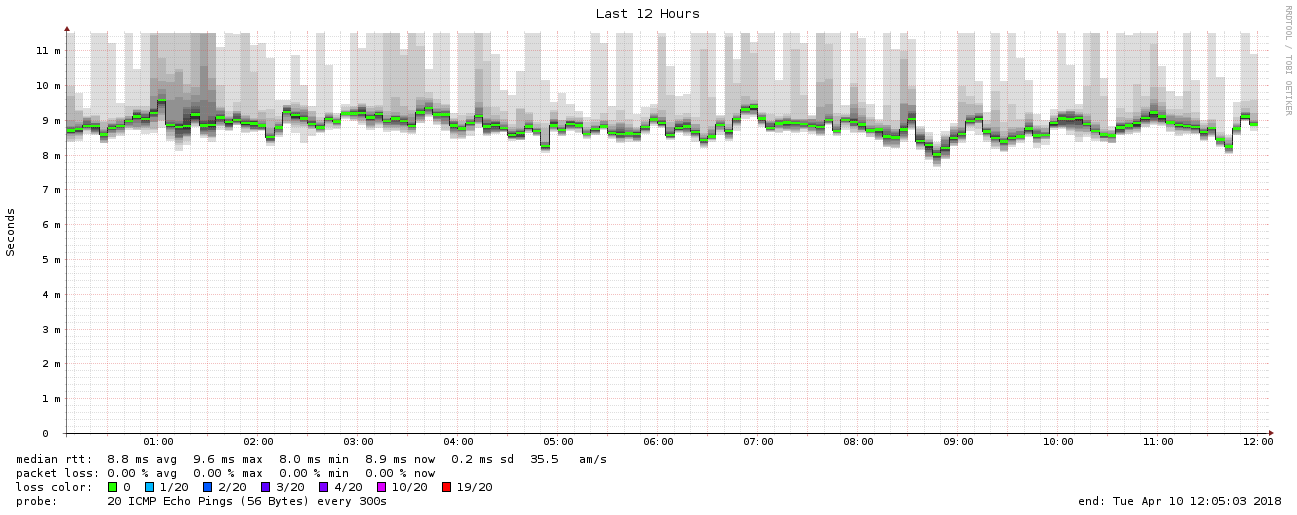 Last 12 Hours
RRDTOOL / TOBI OETIKER
Seconds
11 m
10 m
9 m
8 m
7 m
6 m
5 m
4 m
3 m
2 m
1 m
0
01:00 02:00 03:00 04:00 05:00 06:00 07:00 08:00 09:00 10:00 11:00 12:00
median rtt: 8.8 ms avg 9.6 ms max 8.0 ms min 8.9 ms now 0.2 ms sd 35.5 am/s
packet loss: 0.00 % avg 0.00 % max 0.00 % min 0.00 % now
loss color: 0 1/20 2/20 3/20 4/20 10/20 19/20
probe: 20 ICMP Echo Pings (56 Bytes) every 300s end: Tue Apr 10 12:05:03 2018